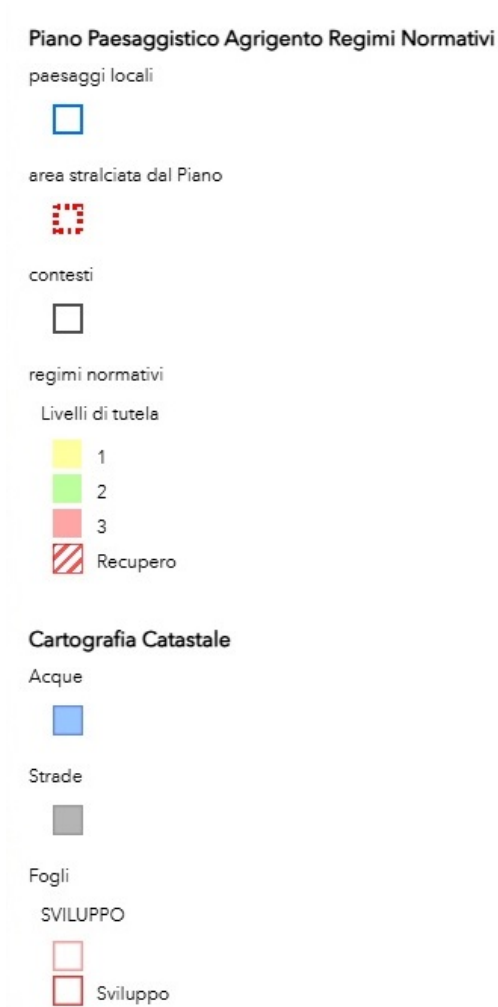 Piano Paesaggistico Agrigento Regimi Normativi
paesaggi locali
area stralciata dal Piano
contesti
regimi normativi
Livelli di tutela
1
2
3
Recupero
Cartografia Catastale
Acque
Strade
Fogli
SVILUPPO
Sviluppo